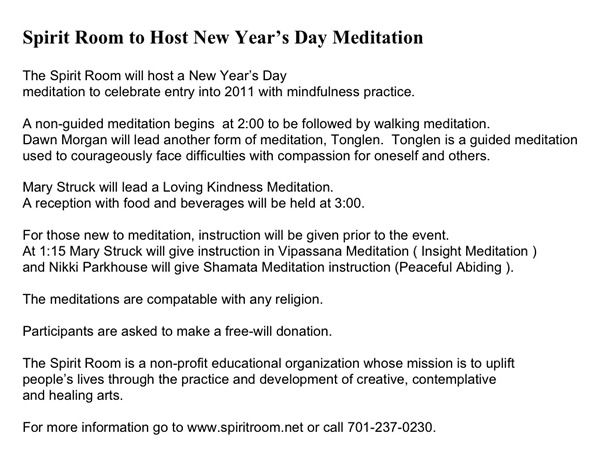 Spirit Room to Host New Year’s Day Meditation
The Spirit Room will host a New Year’s Day
meditation to celebrate entry into 2011 with mindfulness practice.
A non-guided meditation begins  at 2:00 to be followed by walking meditation.
Dawn Morgan will lead another form of meditation, Tonglen.  Tonglen is a guided meditation
used to courageously face difficulties with compassion for oneself and others.
Mary Struck will lead a Loving Kindness Meditation.
A reception with food and beverages will be held at 3:00.
For those new to meditation, instruction will be given prior to the event.
At 1:15 Mary Struck will give instruction in Vipassana Meditation ( Insight Meditation )
and Nikki Parkhouse will give Shamata Meditation instruction (Peaceful Abiding ).
The meditations are compatable with any religion.
Participants are asked to make a free-will donation.
The Spirit Room is a non-profit educational organization whose mission is to uplift
people’s lives through the practice and development of creative, contemplative
and healing arts.
For more information go to www.spiritroom.net or call 701-237-0230.